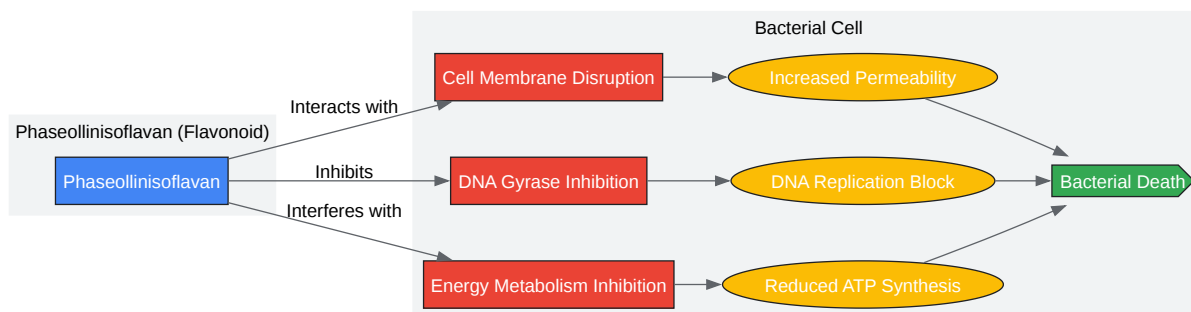 Bacterial Cell
Cell Membrane Disruption
Increased Permeability
Interacts with
Phaseollinisoflavan (Flavonoid)
Phaseollinisoflavan
Inhibits
DNA Gyrase Inhibition
DNA Replication Block
Bacterial Death
Interferes with
Energy Metabolism Inhibition
Reduced ATP Synthesis